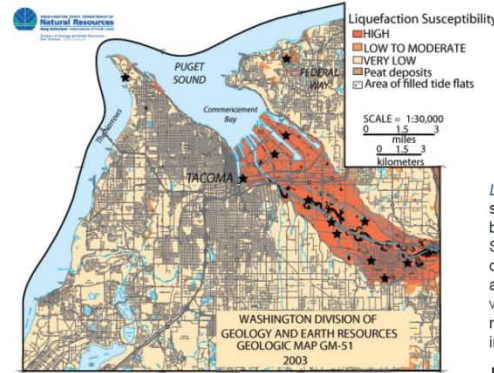 WASHINGTON STATE DEPARTMENT OF
Natural Resources
Liquefaction Susceptibility
HIGH
LOW TO MODERATE
VERY LOW
Peat deposits
Area of filled tide flats
SCALE = 1:30,000
0 1.5 3
miles
0 1.5 3
kilometers
PUGET
SOUND
FEDERAL
WAY
Commencement
Bay
The Narrows
TACOMA
WASHINGTON DIVISION OF
GEOLOGY AND EARTH RESOURCES
GEOLOGIC MAP GM-51
2003